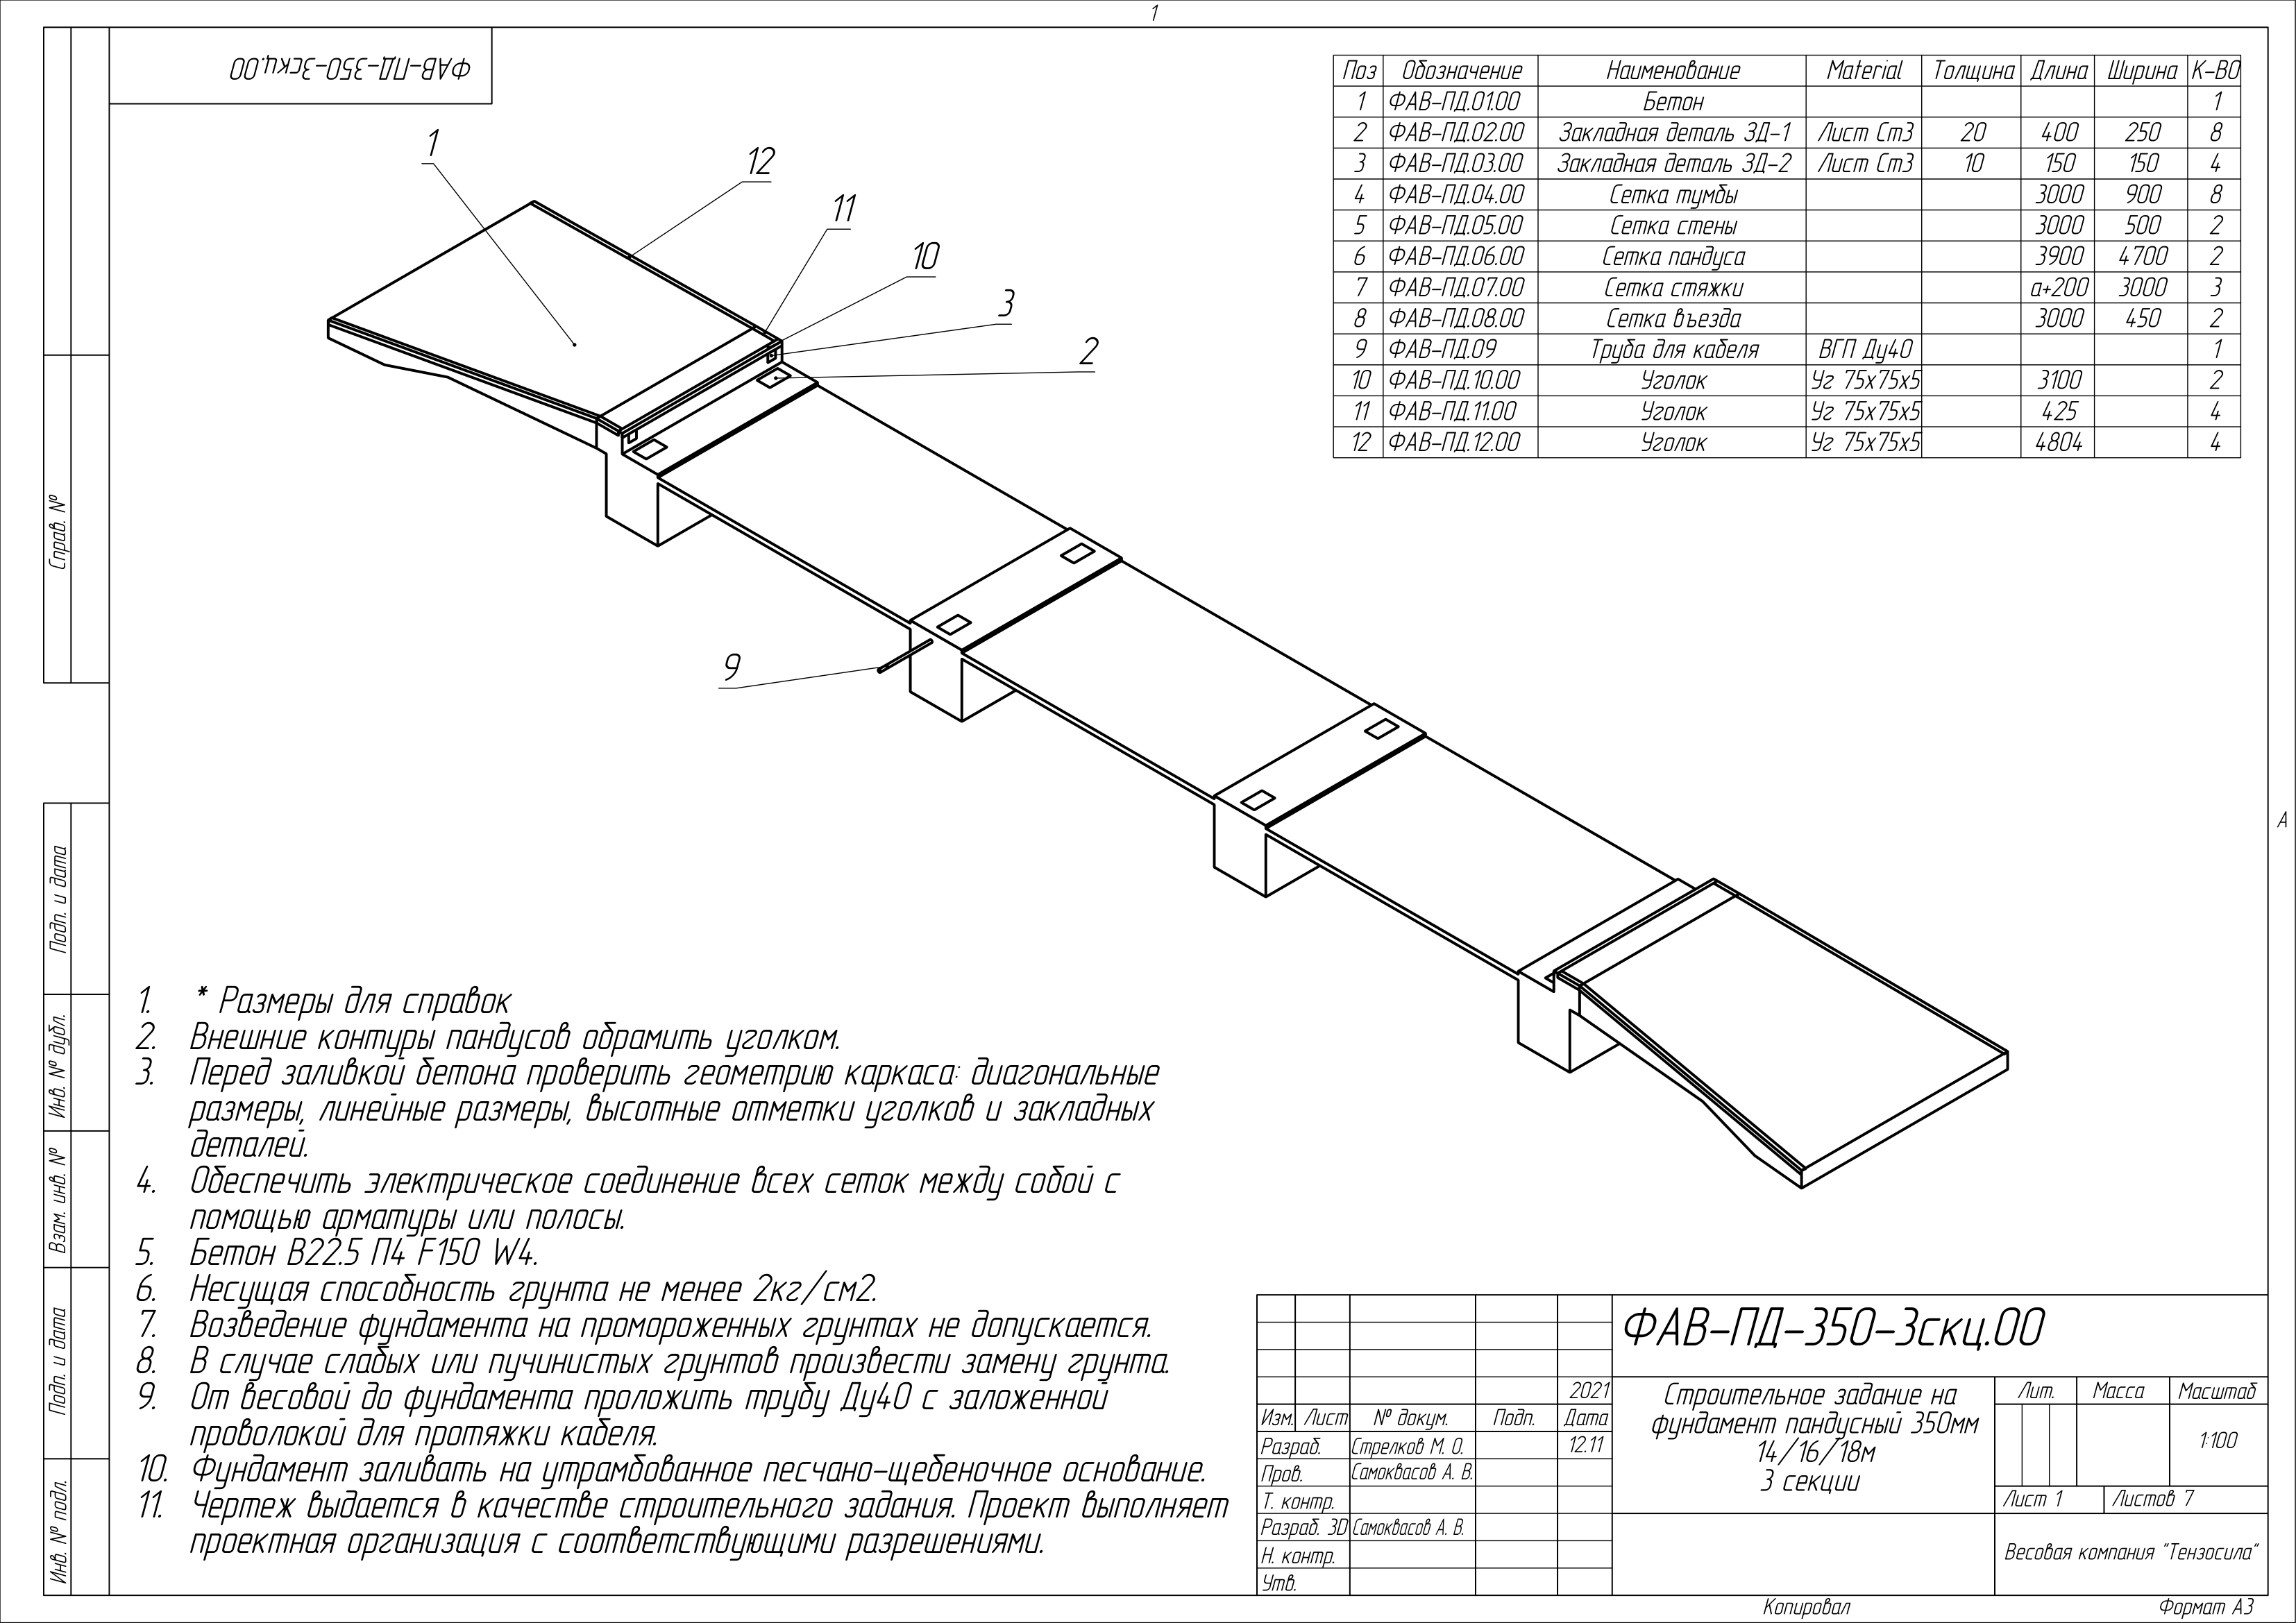 1
ФАВ-ПД-350-3скц.00
Поз Обозначение Наименование Material Толщина Длина Ширина К-ВО
1 ФАВ-ПД.01.00 Бетон 1
2 ФАВ-ПД.02.00 Закладная деталь ЗД-1 Лист Ст3 20 400 250 8
3 ФАВ-ПД.03.00 Закладная деталь ЗД-2 Лист Ст3 10 150 150 4
4 ФАВ-ПД.04.00 Сетка тумбы 3000 900 8
5 ФАВ-ПД.05.00 Сетка стены 3000 500 2
6 ФАВ-ПД.06.00 Сетка пандуса 3900 4700 2
7 ФАВ-ПД.07.00 Сетка стяжки а+200 3000 3
8 ФАВ-ПД.08.00 Сетка въезда 3000 450 2
9 ФАВ-ПД.09 Труба для кабеля ВГП Ду40 1
10 ФАВ-ПД.10.00 Уголок Уг 75х75х5 3100 2
11 ФАВ-ПД.11.00 Уголок Уг 75х75х5 425 4
12 ФАВ-ПД.12.00 Уголок Уг 75х75х5 4804 4
1
12
11
10
3
2
9
А
Справ. №
Подп. и дата
Инв. № дубл.
Взам. инв. №
Подп. и дата
Инв. № подл.
1. * Размеры для справок
2. Внешние контуры пандусов обрамить уголком.
3. Перед заливкой бетона проверить геометрию каркаса: диагональные
размеры, линейные размеры, высотные отметки уголков и закладных
деталей.
4. Обеспечить электрическое соединение всех сеток между собой с
помощью арматуры или полосы.
5. Бетон В22.5 П4 F150 W4.
6. Несущая способность грунта не менее 2кг/см2.
7. Возведение фундамента на промороженных грунтах не допускается.
8. В случае слабых или пучинистых грунтов произвести замену грунта.
9. От весовой до фундамента проложить трубу Ду40 с заложенной
проволокой для протяжки кабеля.
10. Фундамент заливать на утрамбованное песчано-щебеночное основание.
11. Чертеж выдается в качестве строительного задания. Проект выполняет
проектная организация с соответствующими разрешениями.
ФАВ-ПД-350-3скц.00
2021
Изм. Лист № докум. Подп. Дата
Разраб. Стрелков М. О. 12.11
Пров. Самоквасов А. В.
Т. контр.
Разраб. 3D Самоквасов А. В.
Н. контр.
Утв.
Строительное задание на
фундамент пандусный 350мм
14/16/18м
3 секции
Лит. Масса Масштаб
1:100
Лист 1 Листов 7
Весовая компания "Тензосила"
Копировал Формат А3